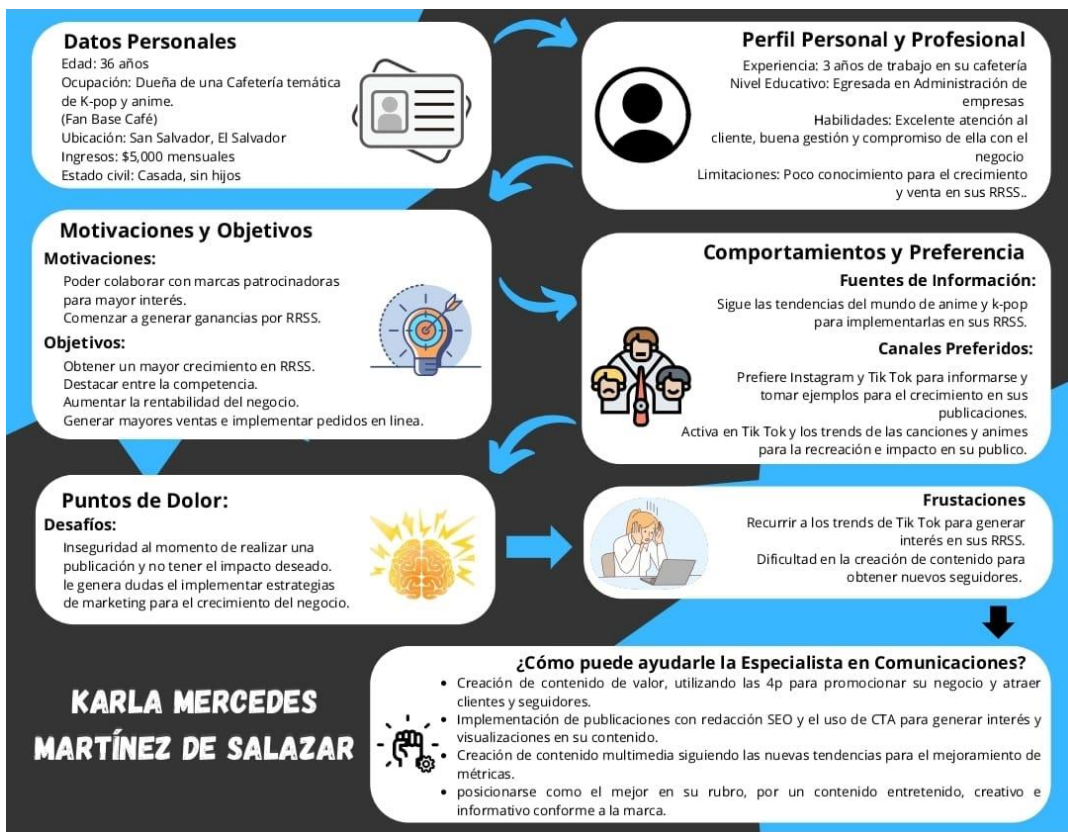 Datos Personales
Edad: 36 años
Ocupación: Dueña de una Cafetería temática
de K-pop y anime.
(Fan Base Café)
Ubicación: San Salvador, El Salvador
Ingresos: $5,000 mensuales
Estado civil: Casada, sin hijos
Perfil Personal y Profesional
Experiencia: 3 años de trabajo en su cafetería
Nivel Educativo: Egresada en Administración de
empresas
Habilidades: Excelente atención al
cliente, buena gestión y compromiso de ella con el
negocio
Limitaciones: Poco conocimiento para el crecimiento
y venta en sus RRSS..
Motivaciones y Objetivos
Motivaciones:
Poder colaborar con marcas patrocinadoras
para mayor interés.
Comenzar a generar ganancias por RRSS.
Objetivos:
Obtener un mayor crecimiento en RRSS.
Destacar entre la competencia.
Aumentar la rentabilidad del negocio.
Generar mayores ventas e implementar pedidos en linea.
Comportamientos y Preferencia
Fuentes de Información:
Sigue las tendencias del mundo de anime y k-pop
para implementarlas en sus RRSS.
Canales Preferidos:
Prefiere Instagram y Tik Tok para informarse y
tomar ejemplos para el crecimiento en sus
publicaciones.
Activa en Tik Tok y los trends de las canciones y animes
para la recreación e impacto en su publico.
Puntos de Dolor:
Desafíos:
Inseguridad al momento de realizar una
publicación y no tener el impacto deseado.
le genera dudas el implementar estrategias
de marketing para el crecimiento del negocio.
Frustaciones
Recurrir a los trends de Tik Tok para generar
interés en sus RRSS.
Dificultad en la creación de contenido para
obtener nuevos seguidores.
KARLA MERCEDES
MARTÍNEZ DE SALAZAR
¿Cómo puede ayudarle la Especialista en Comunicaciones?
• Creación de contenido de valor, utilizando las 4p para promocionar su negocio y atraer
clientes y seguidores.
• Implementación de publicaciones con redacción SEO y el uso de CTA para generar interés y
visualizaciones en su contenido.
• Creación de contenido multimedia siguiendo las nuevas tendencias para el mejoramiento de
métricas.
• posicionarse como el mejor en su rubro, por un contenido entretenido, creativo e
informativo conforme a la marca.